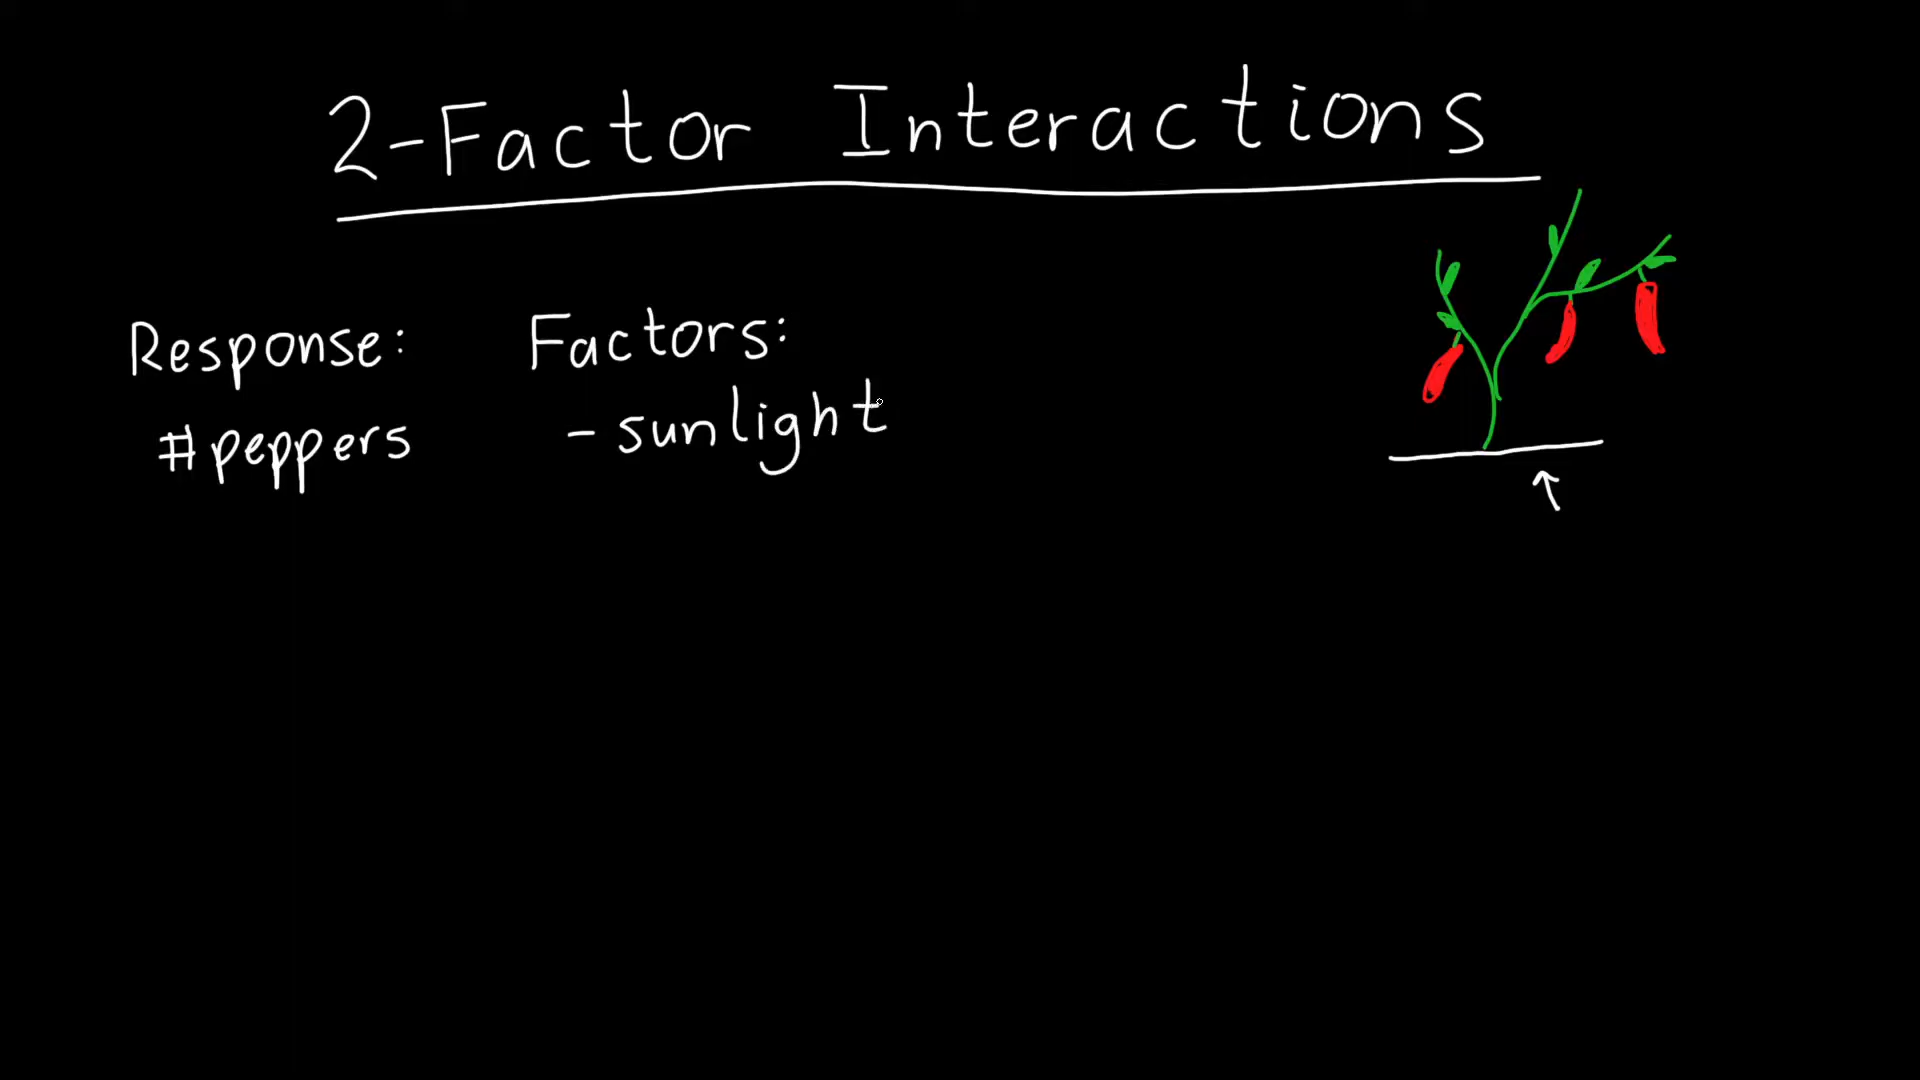 2-Factor Interactions
Response:
#peppers
Factors:
- sunlight